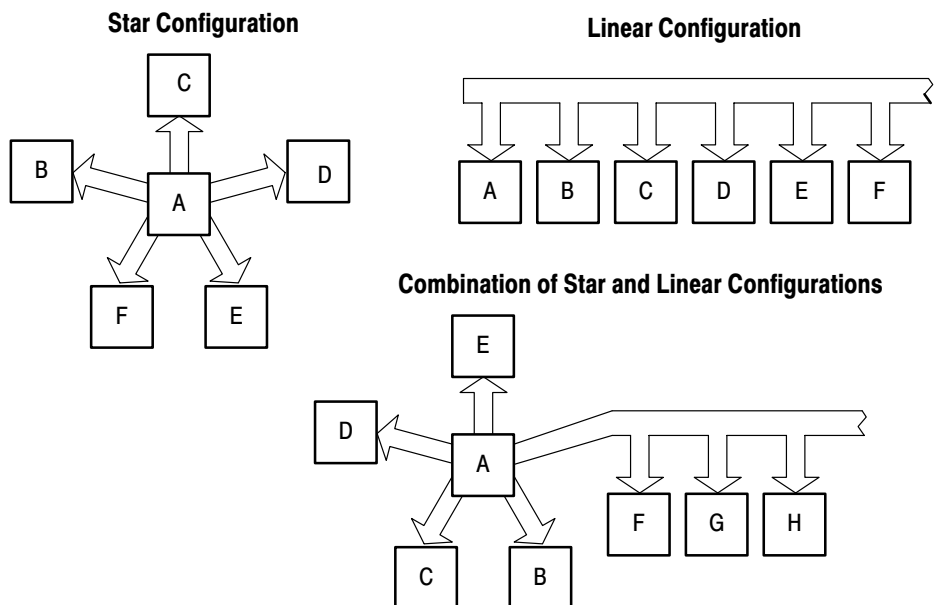 Star Configuration
C
B
D
A
F
E
Linear Configuration
A B C D E F
Combination of Star and Linear Configurations
E
D
A
F G H
C
B